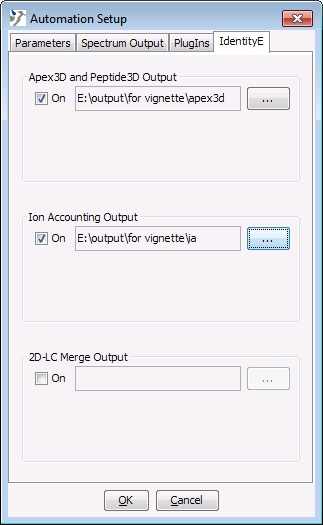 Automation Setup
Parameters Spectrum Output PlugIns IdentityE
Apex3D and Peptide3D Output
On E:\output\for vignette\apex3d ...
Ion Accounting Output
On E:\output\for vignette\ia ...
2D-LC Merge Output
On ...
OK Cancel